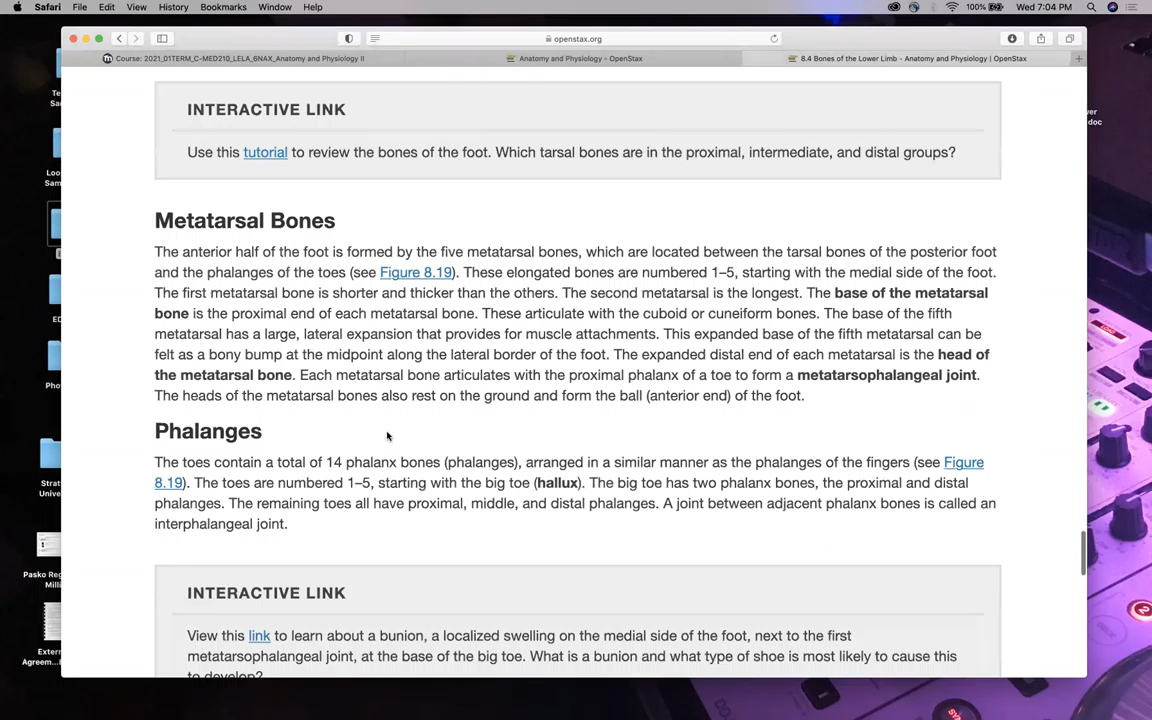 Safari File Edit View History Bookmarks Window Help 100% Wed 7:04 PM
openstax.org
Course: 2021_01TERM_C-MED210_LELA_6NAX_Anatomy and Physiology II Anatomy and Physiology - OpenStax 8.4 Bones of the Lower Limb - Anatomy and Physiology | OpenStax
INTERACTIVE LINK
Use this tutorial to review the bones of the foot. Which tarsal bones are in the proximal, intermediate, and distal groups?
Metatarsal Bones
The anterior half of the foot is formed by the five metatarsal bones, which are located between the tarsal bones of the posterior foot
and the phalanges of the toes (see Figure 8.19). These elongated bones are numbered 1–5, starting with the medial side of the foot.
The first metatarsal bone is shorter and thicker than the others. The second metatarsal is the longest. The base of the metatarsal
bone is the proximal end of each metatarsal bone. These articulate with the cuboid or cuneiform bones. The base of the fifth
metatarsal has a large, lateral expansion that provides for muscle attachments. This expanded base of the fifth metatarsal can be
felt as a bony bump at the midpoint along the lateral border of the foot. The expanded distal end of each metatarsal is the head of
the metatarsal bone. Each metatarsal bone articulates with the proximal phalanx of a toe to form a metatarsophalangeal joint.
The heads of the metatarsal bones also rest on the ground and form the ball (anterior end) of the foot.
Phalanges
The toes contain a total of 14 phalanx bones (phalanges), arranged in a similar manner as the phalanges of the fingers (see Figure
8.19). The toes are numbered 1–5, starting with the big toe (hallux). The big toe has two phalanx bones, the proximal and distal
phalanges. The remaining toes all have proximal, middle, and distal phalanges. A joint between adjacent phalanx bones is called an
interphalangeal joint.
INTERACTIVE LINK
View this link to learn about a bunion, a localized swelling on the medial side of the foot, next to the first
metatarsophalangeal joint, at the base of the big toe. What is a bunion and what type of shoe is most likely to cause this
to develop?
Pasko Reg
Milli
Extern
Agreem...L
doc